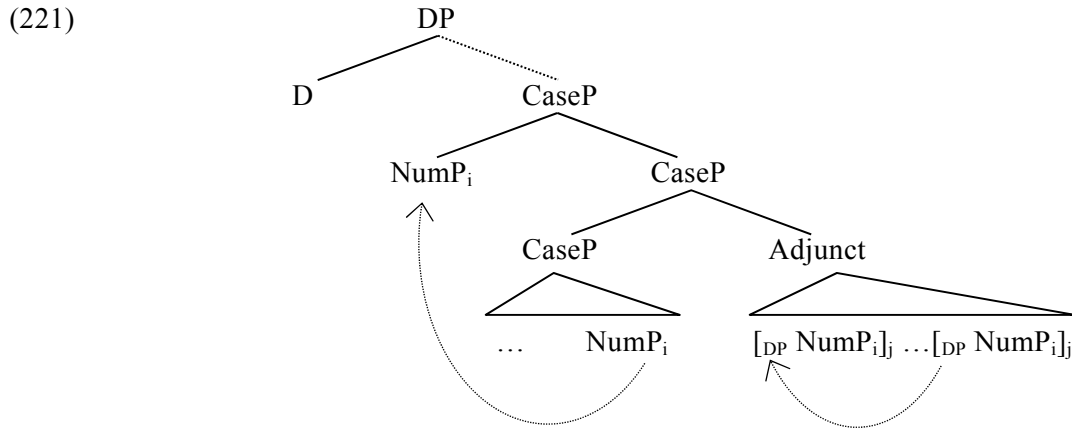 (221) DP
D CaseP
NumPi CaseP
CaseP Adjunct
… NumPi [DP NumPi]j …[DP NumPi]j